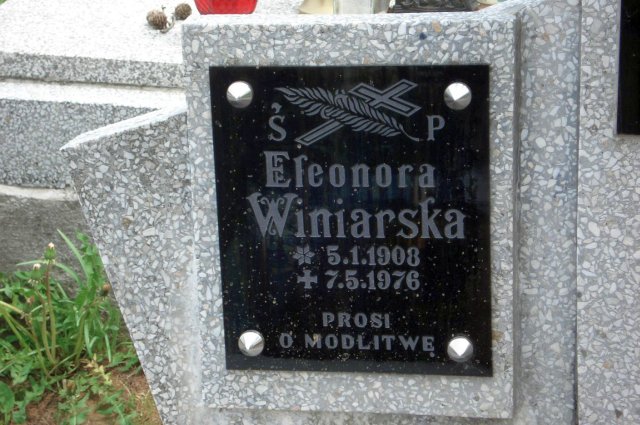 Ś P
Eleonora
Winiarska
* 5.1.1908
+ 7.5.1976
PROSI
O MODLITWĘ